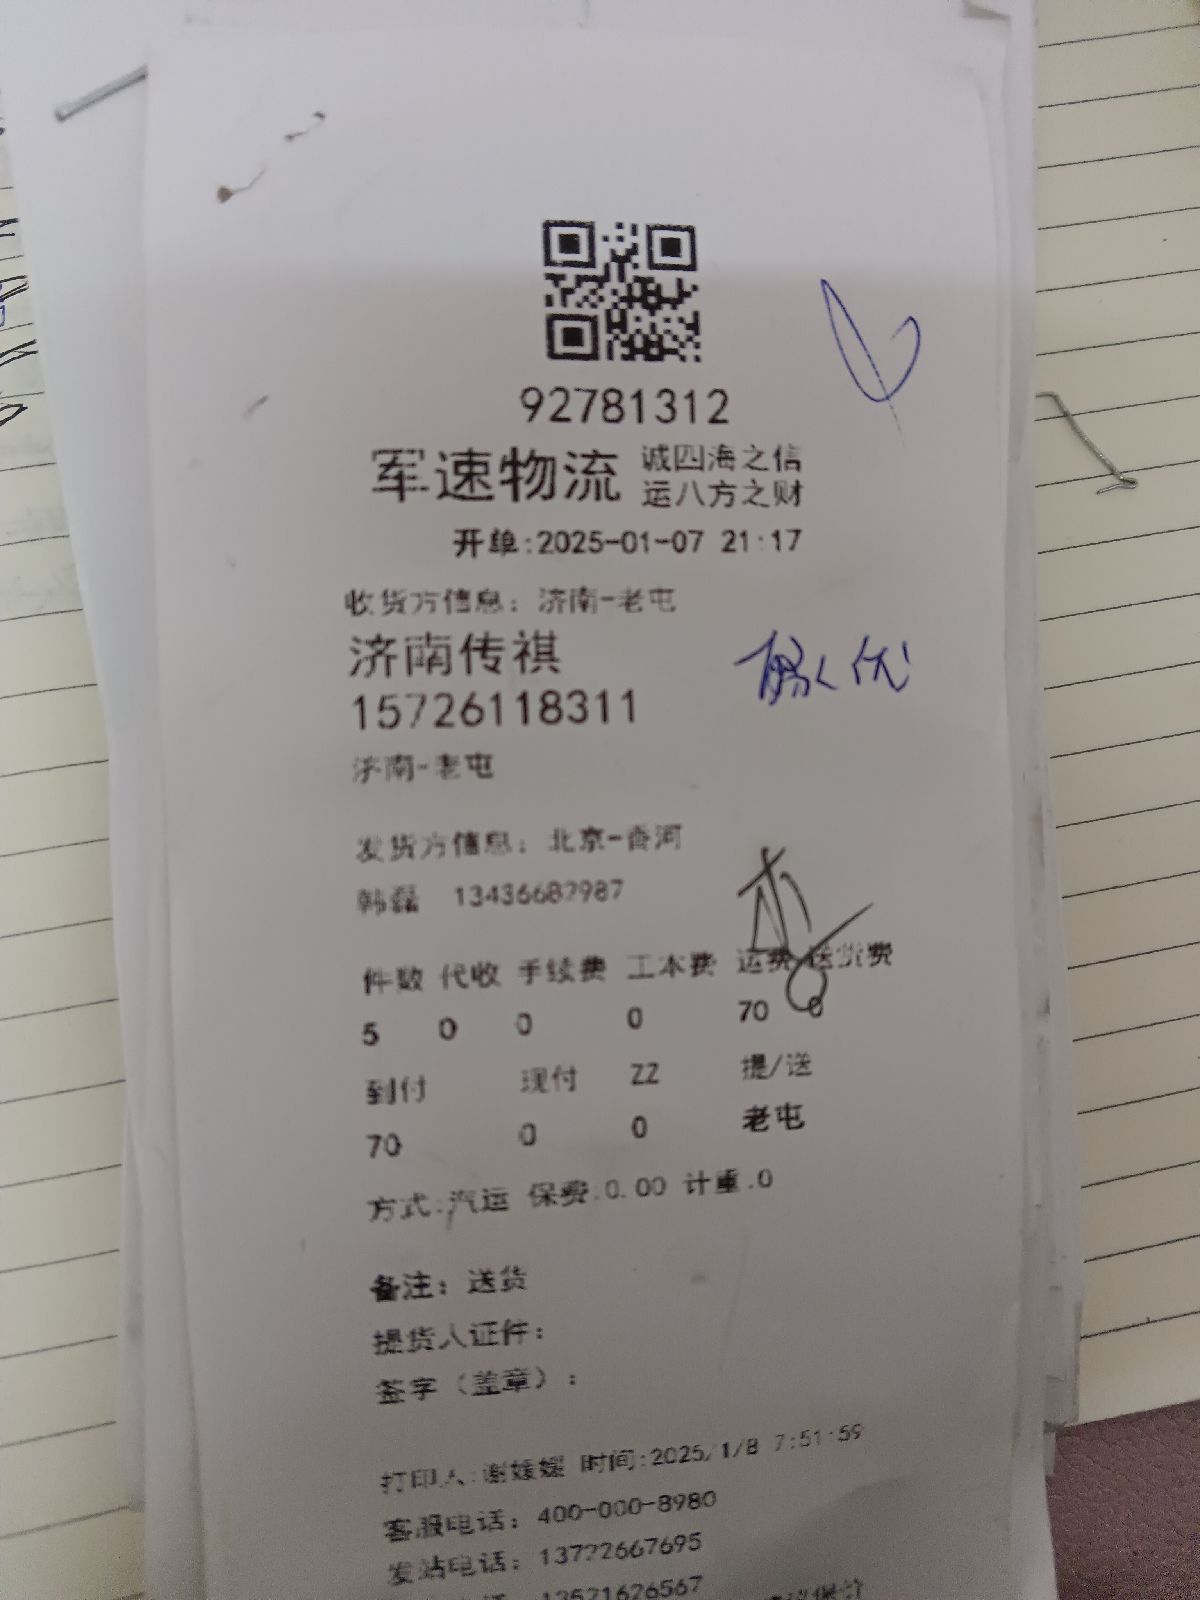 92781312
军速物流 诚四海之信
运八方之财
开单:2025-01-07 21:17
收货方信息：济南-老屯
济南传祺
15726118311
济南-老屯
发货方信息：北京-香河
韩磊 13436682987
件数 代收 手续费 工本费 运费 送货费
5 0 0 0 70 0
到付 现付 ZZ 提/送
70 0 0 老屯
方式:汽运 保费:0.00 计重:0
备注：送货
提货人证件：
签字（盖章）：
打印人:谢媛媛 时间:2025/1/8 7:51:59
客服电话：400-000-8980
发站电话：13722667695
13521626567